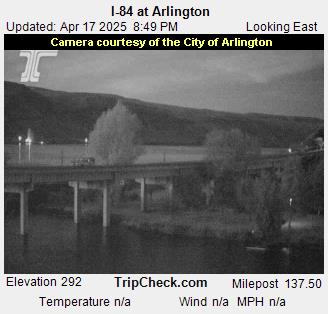 I-84 at Arlington
Updated: Apr 17 2025 8:49 PM Looking East
Camera courtesy of the City of Arlington
Elevation 292 TripCheck.com Milepost 137.50
Temperature n/a Wind n/a MPH n/a